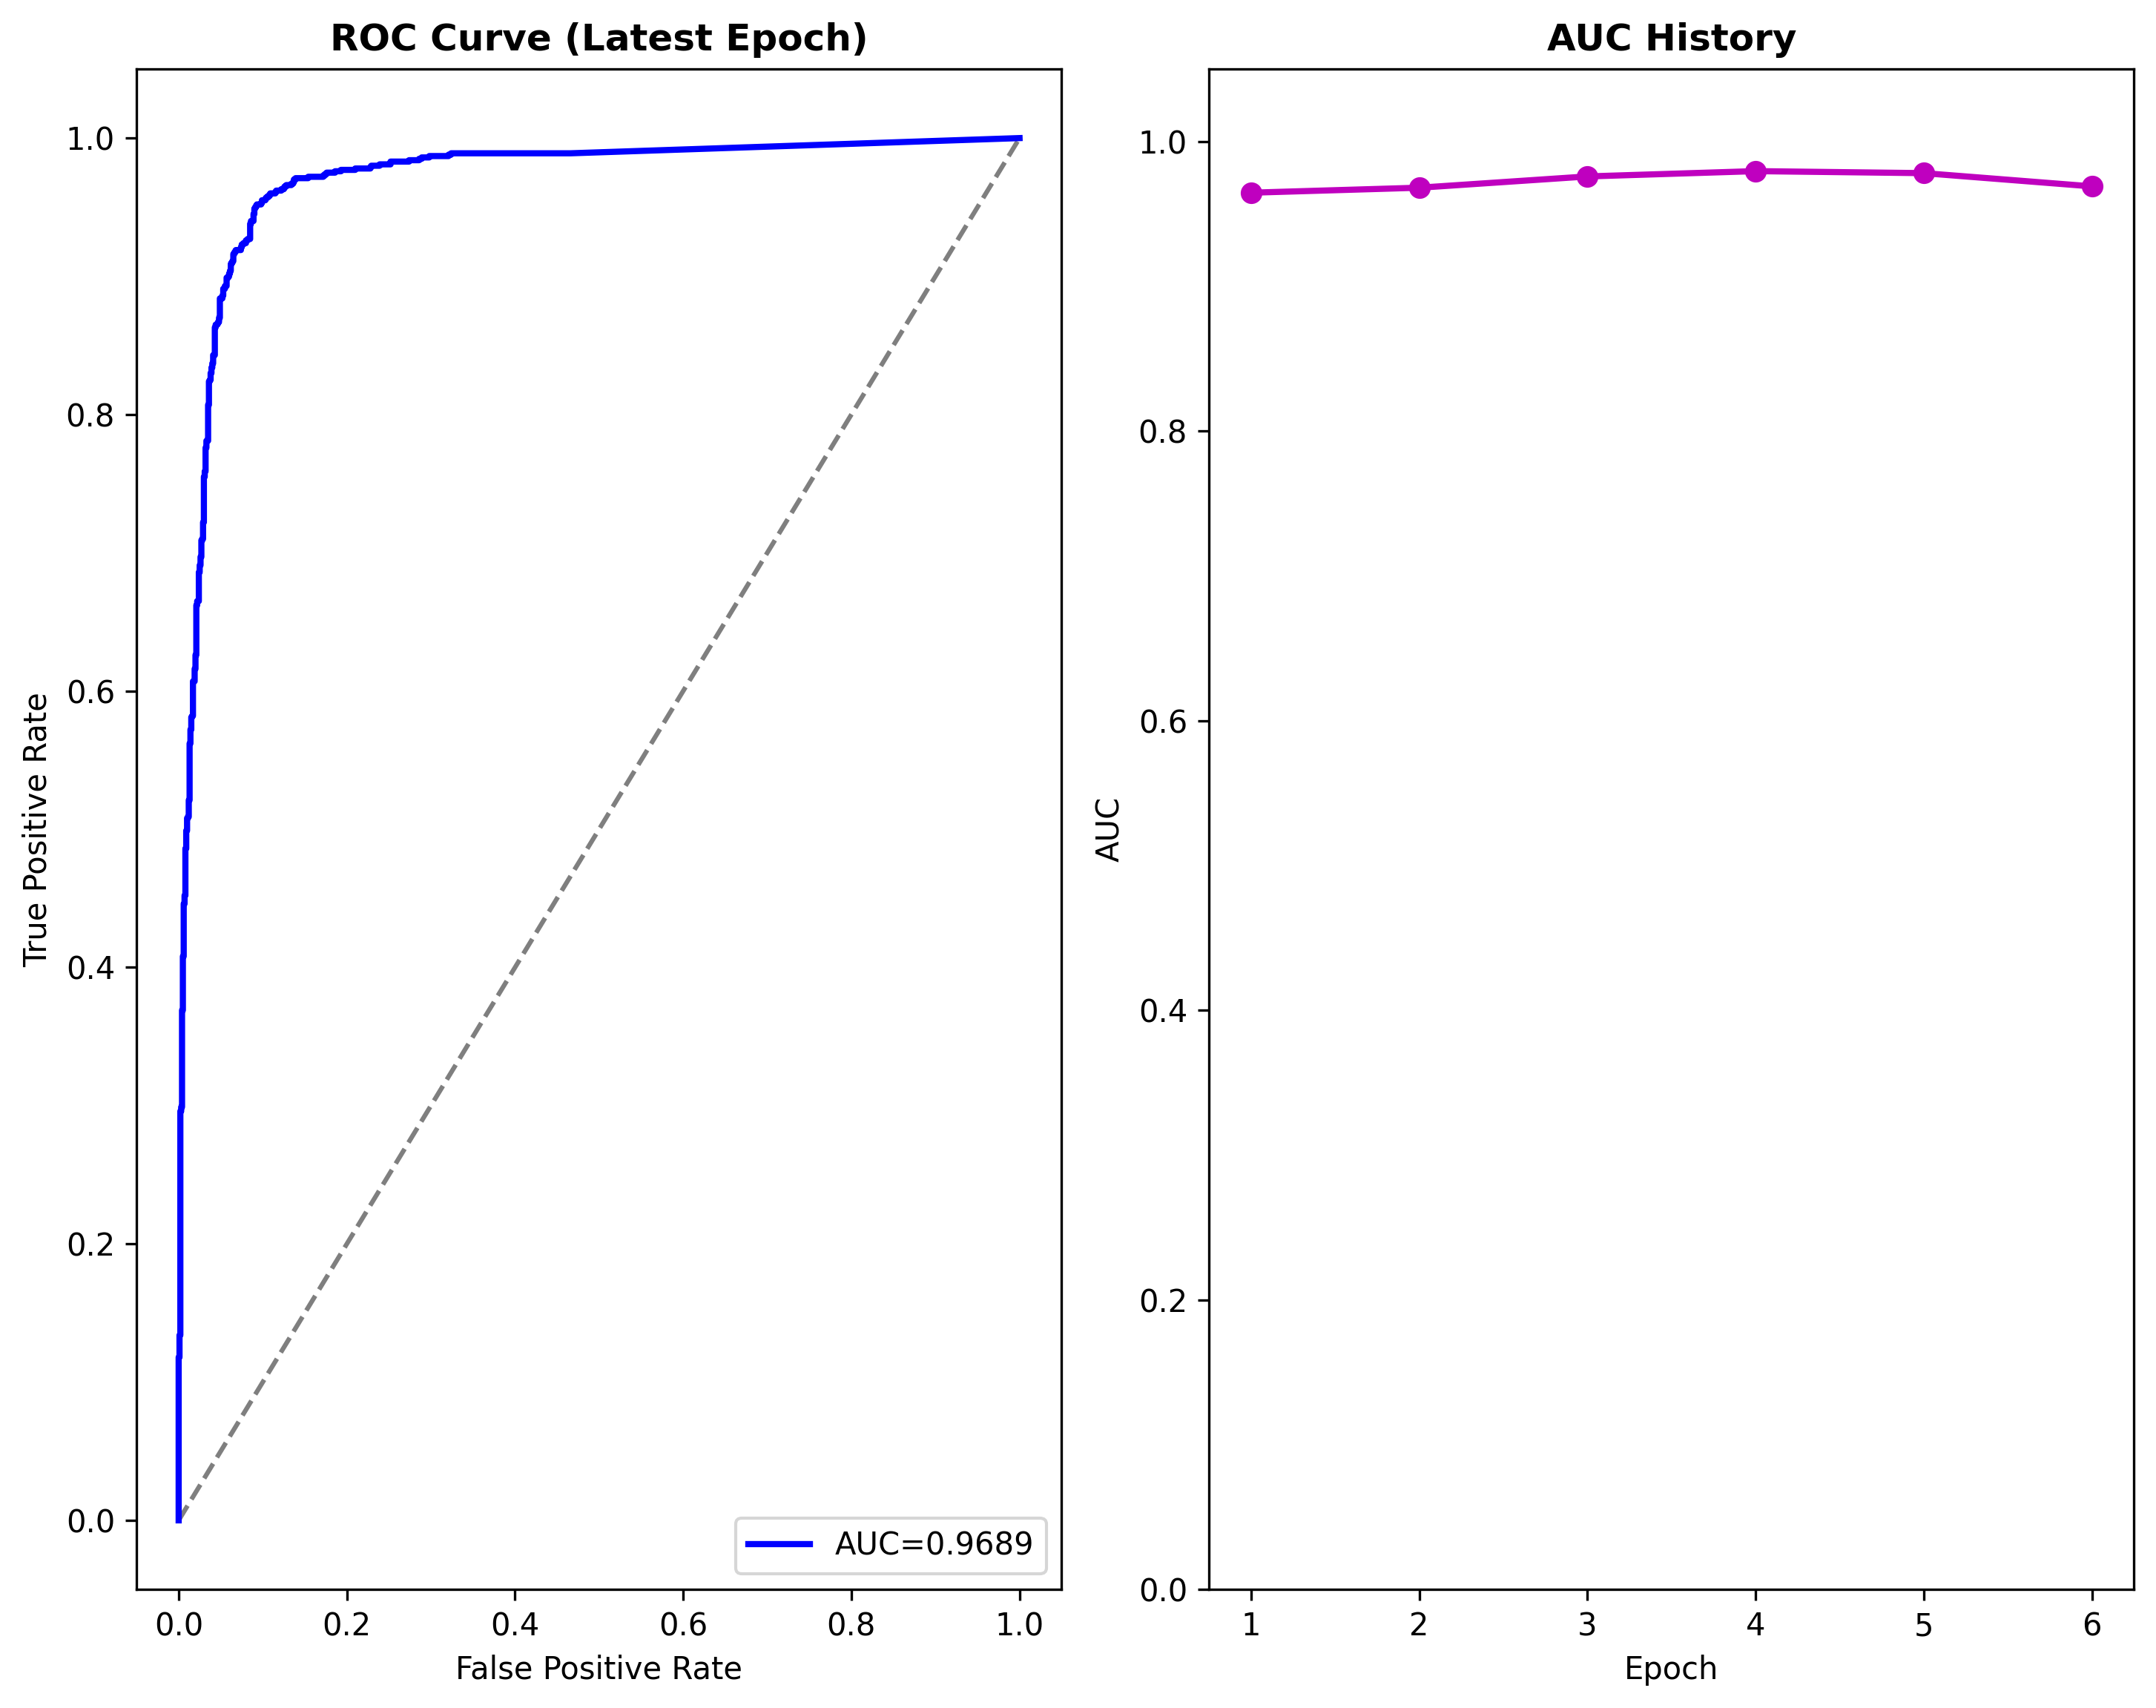 ROC Curve (Latest Epoch)
True Positive Rate
1.0
0.8
0.6
0.4
0.2
0.0
AUC=0.9689
0.0 0.2 0.4 0.6 0.8 1.0
False Positive Rate
AUC History
AUC
1.0
0.8
0.6
0.4
0.2
0.0
1 2 3 4 5 6
Epoch